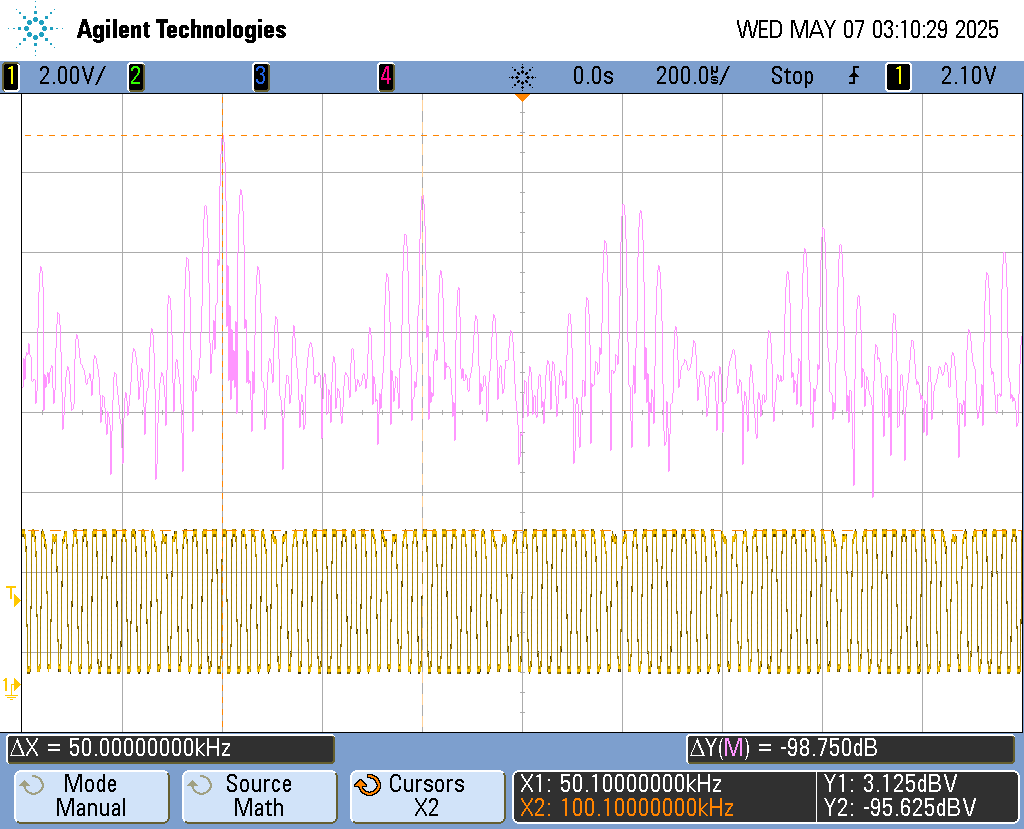 Agilent Technologies WED MAY 07 03:10:29 2025
1 2.00V/ 2 3 4 0.0s 200.0㎲/ Stop 1 2.10V
T
1
ΔX = 50.00000000kHz ΔY(M) = -98.750dB
Mode Source Cursors X1: 50.10000000kHz Y1: 3.125dBV
Manual Math X2 X2: 100.10000000kHz Y2: -95.625dBV